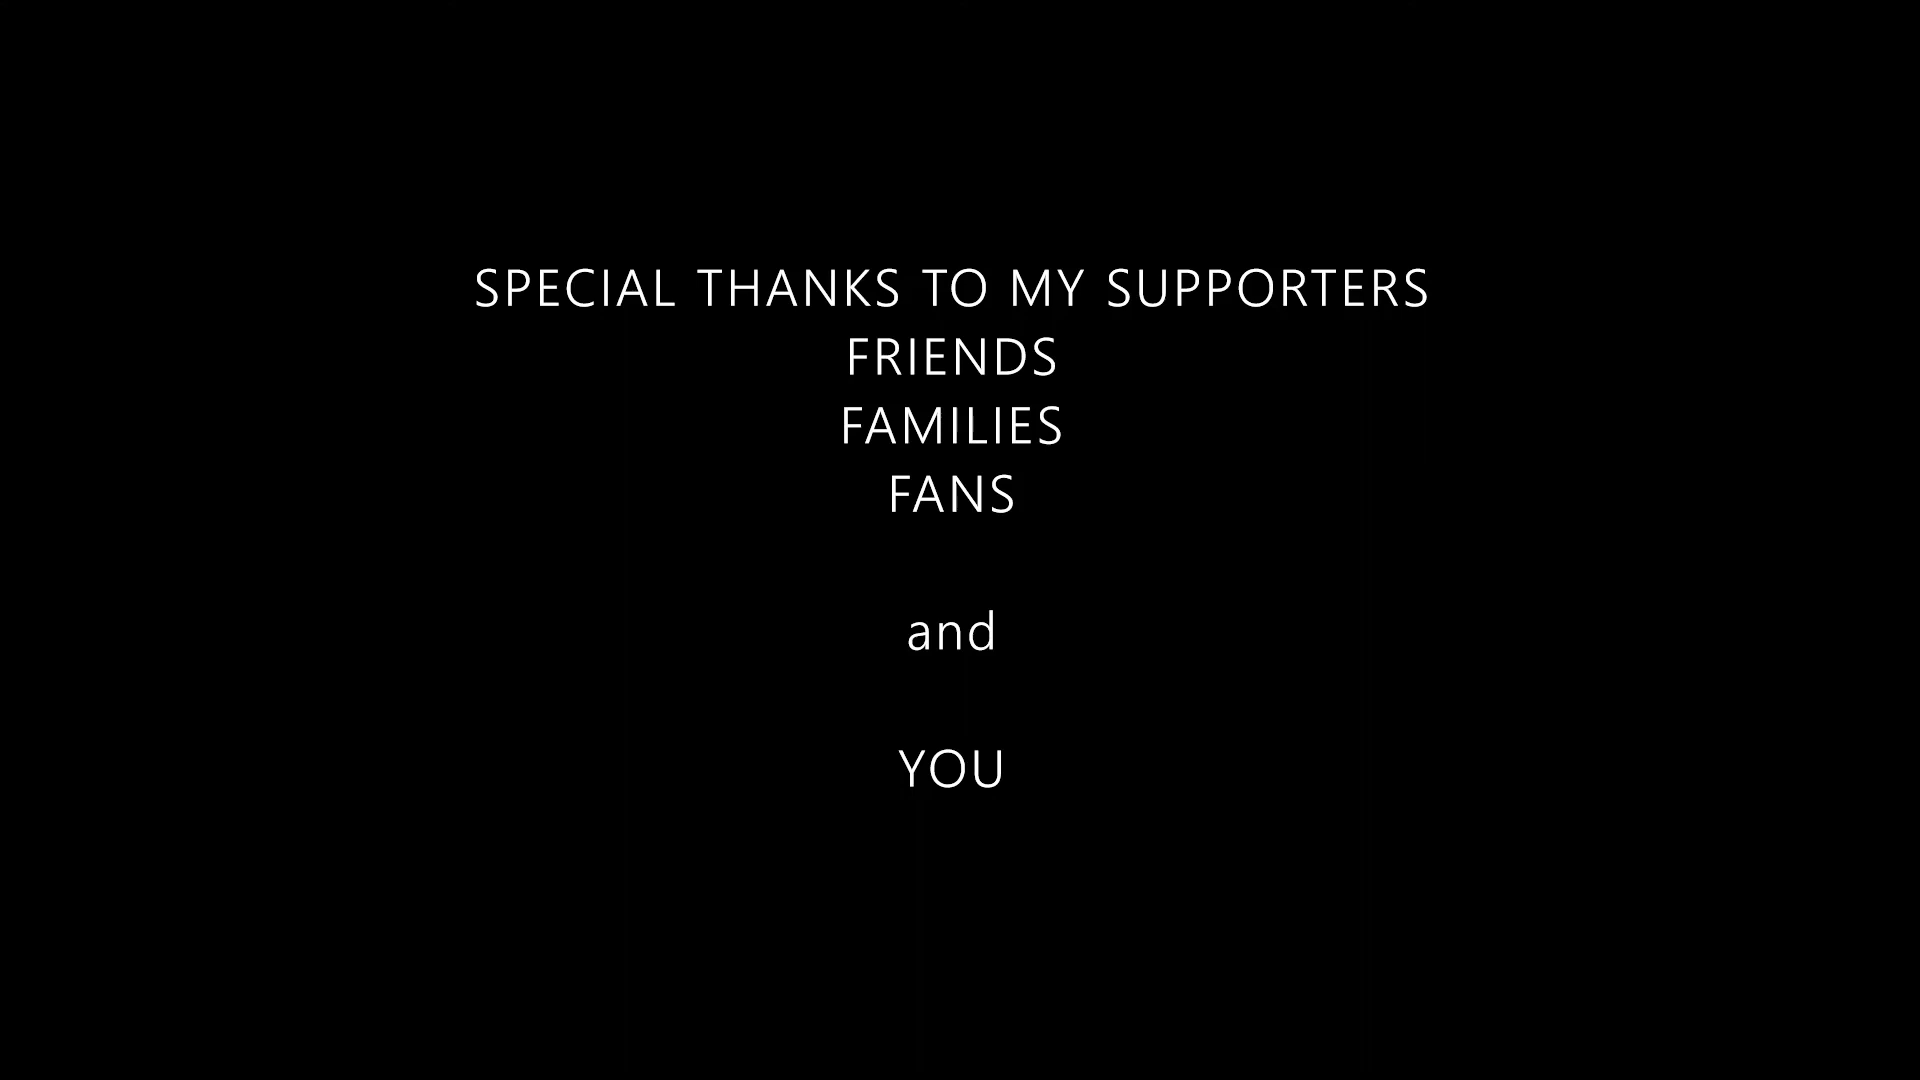 SPECIAL THANKS TO MY SUPPORTERS
FRIENDS
FAMILIES
FANS
and
YOU